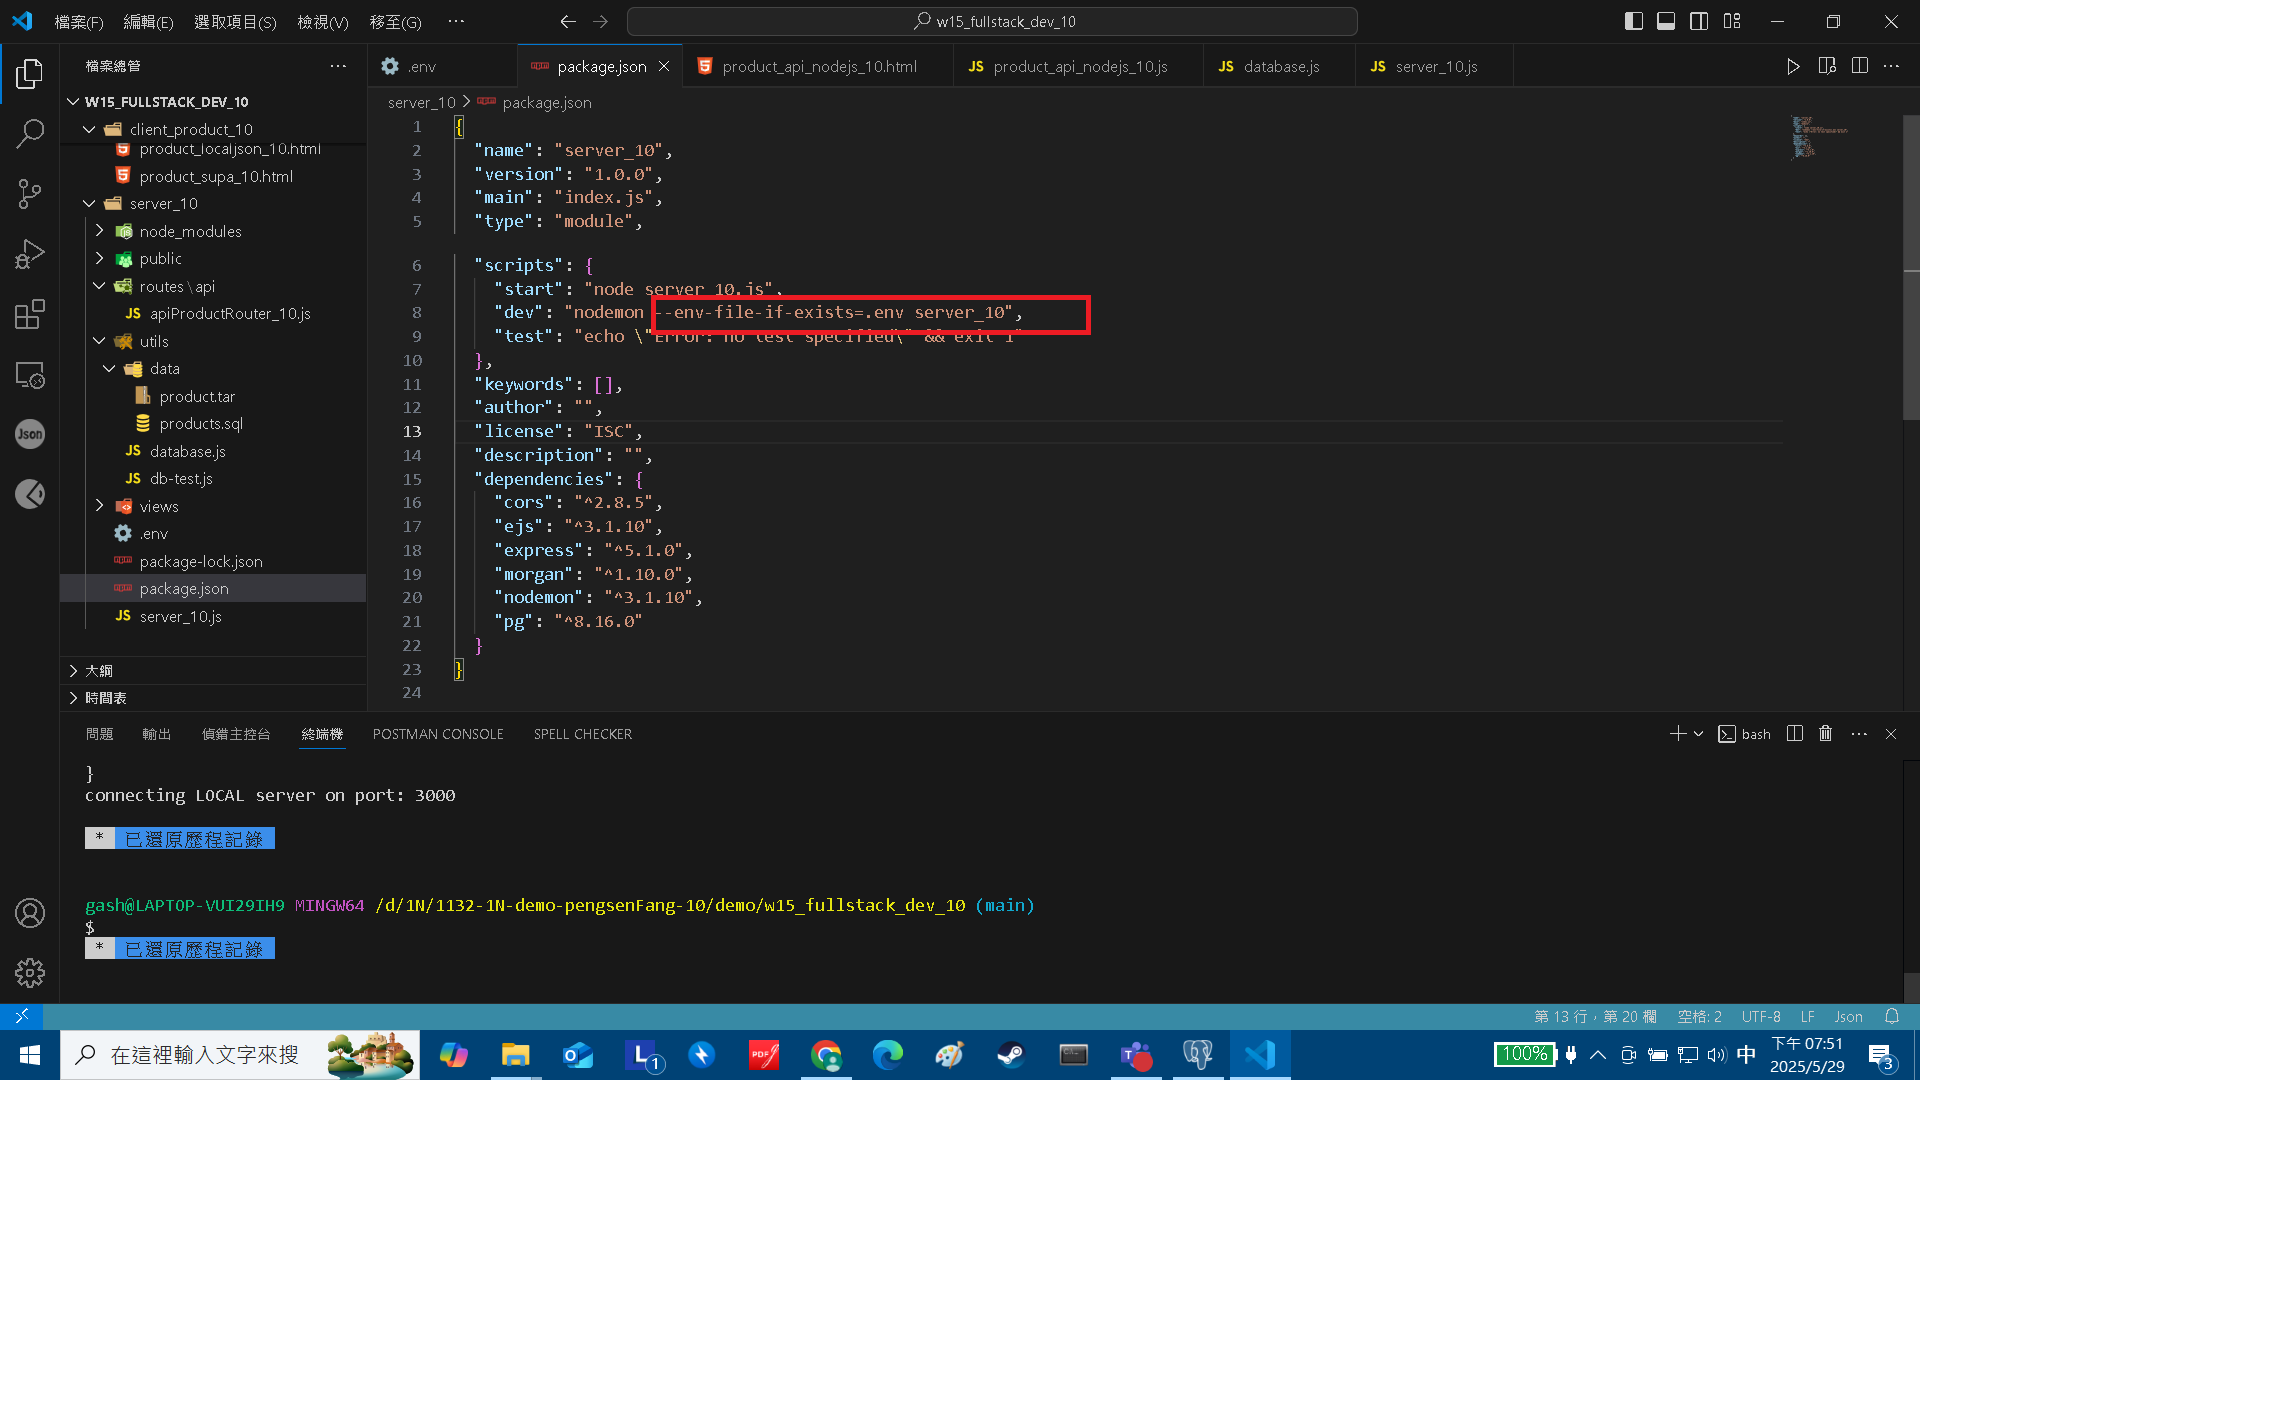 檔案(F) 編輯(E) 選取項目(S) 檢視(V) 移至(G) ··· w15_fullstack_dev_10
檔案總管 ···
W15_FULLSTACK_DEV_10
client_product_10
product_localjson_10.html
product_supa_10.html
server_10
node_modules
public
routes\api
JS apiProductRouter_10.js
utils
data
product.tar
products.sql
JS database.js
JS db-test.js
views
.env
package-lock.json
package.json
JS server_10.js
大綱
時間表
.env package.json product_api_nodejs_10.html JS product_api_nodejs_10.js JS database.js JS server_10.js
server_10 > package.json
1 {
2 "name": "server_10",
3 "version": "1.0.0",
4 "main": "index.js",
5 "type": "module",
6 "scripts": {
7 "start": "node server_10.js",
8 "dev": "nodemon --env-file-if-exists=.env server_10",
9 "test": "echo \"Error: no test specified\" && exit 1"
10 },
11 "keywords": [],
12 "author": "",
13 "license": "ISC",
14 "description": "",
15 "dependencies": {
16 "cors": "^2.8.5",
17 "ejs": "^3.1.10",
18 "express": "^5.1.0",
19 "morgan": "^1.10.0",
20 "nodemon": "^3.1.10",
21 "pg": "^8.16.0"
22 }
23 }
24
問題 輸出 偵錯主控台 終端機 POSTMAN CONSOLE SPELL CHECKER bash
}
connecting LOCAL server on port: 3000
* 已還原歷程記錄
gash@LAPTOP-VUI29IH9 MINGW64 /d/1N/1132-1N-demo-pengsenFang-10/demo/w15_fullstack_dev_10 (main)
$
* 已還原歷程記錄
Json
第 13 行，第 20 欄 空格: 2 UTF-8 LF Json
在這裡輸入文字來搜 L 1 PDF 100% 中 下午 07:51
2025/5/29 3